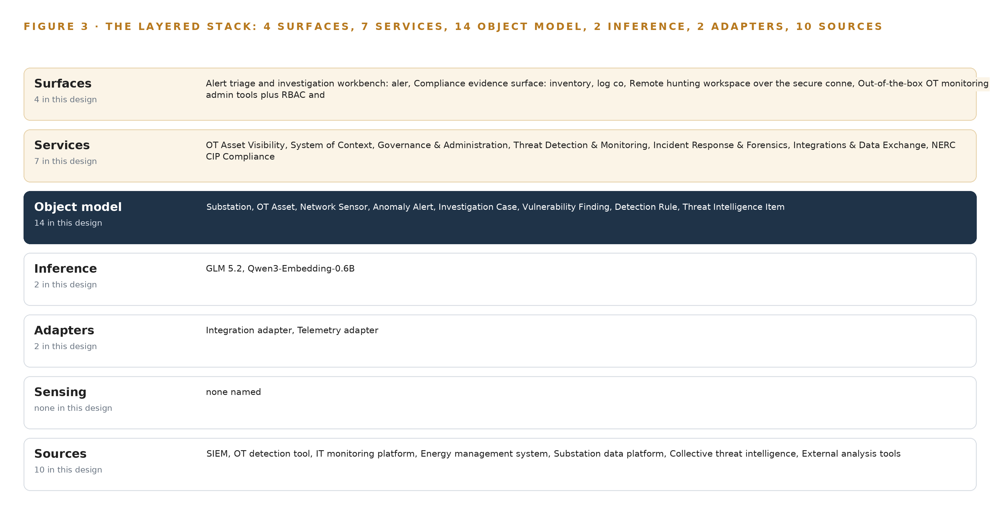 FIGURE 3 · THE LAYERED STACK: 4 SURFACES, 7 SERVICES, 14 OBJECT MODEL, 2 INFERENCE, 2 ADAPTERS, 10 SOURCES
Surfaces
4 in this design
Alert triage and investigation workbench: aler, Compliance evidence surface: inventory, log co, Remote hunting workspace over the secure conne, Out-of-the-box OT monitoring
admin tools plus RBAC and
Services
7 in this design
OT Asset Visibility, System of Context, Governance & Administration, Threat Detection & Monitoring, Incident Response & Forensics, Integrations & Data Exchange, NERC
CIP Compliance
Object model
14 in this design
Substation, OT Asset, Network Sensor, Anomaly Alert, Investigation Case, Vulnerability Finding, Detection Rule, Threat Intelligence Item
Inference
2 in this design
GLM 5.2, Qwen3-Embedding-0.6B
Adapters
2 in this design
Integration adapter, Telemetry adapter
Sensing
none in this design
none named
Sources
10 in this design
SIEM, OT detection tool, IT monitoring platform, Energy management system, Substation data platform, Collective threat intelligence, External analysis tools